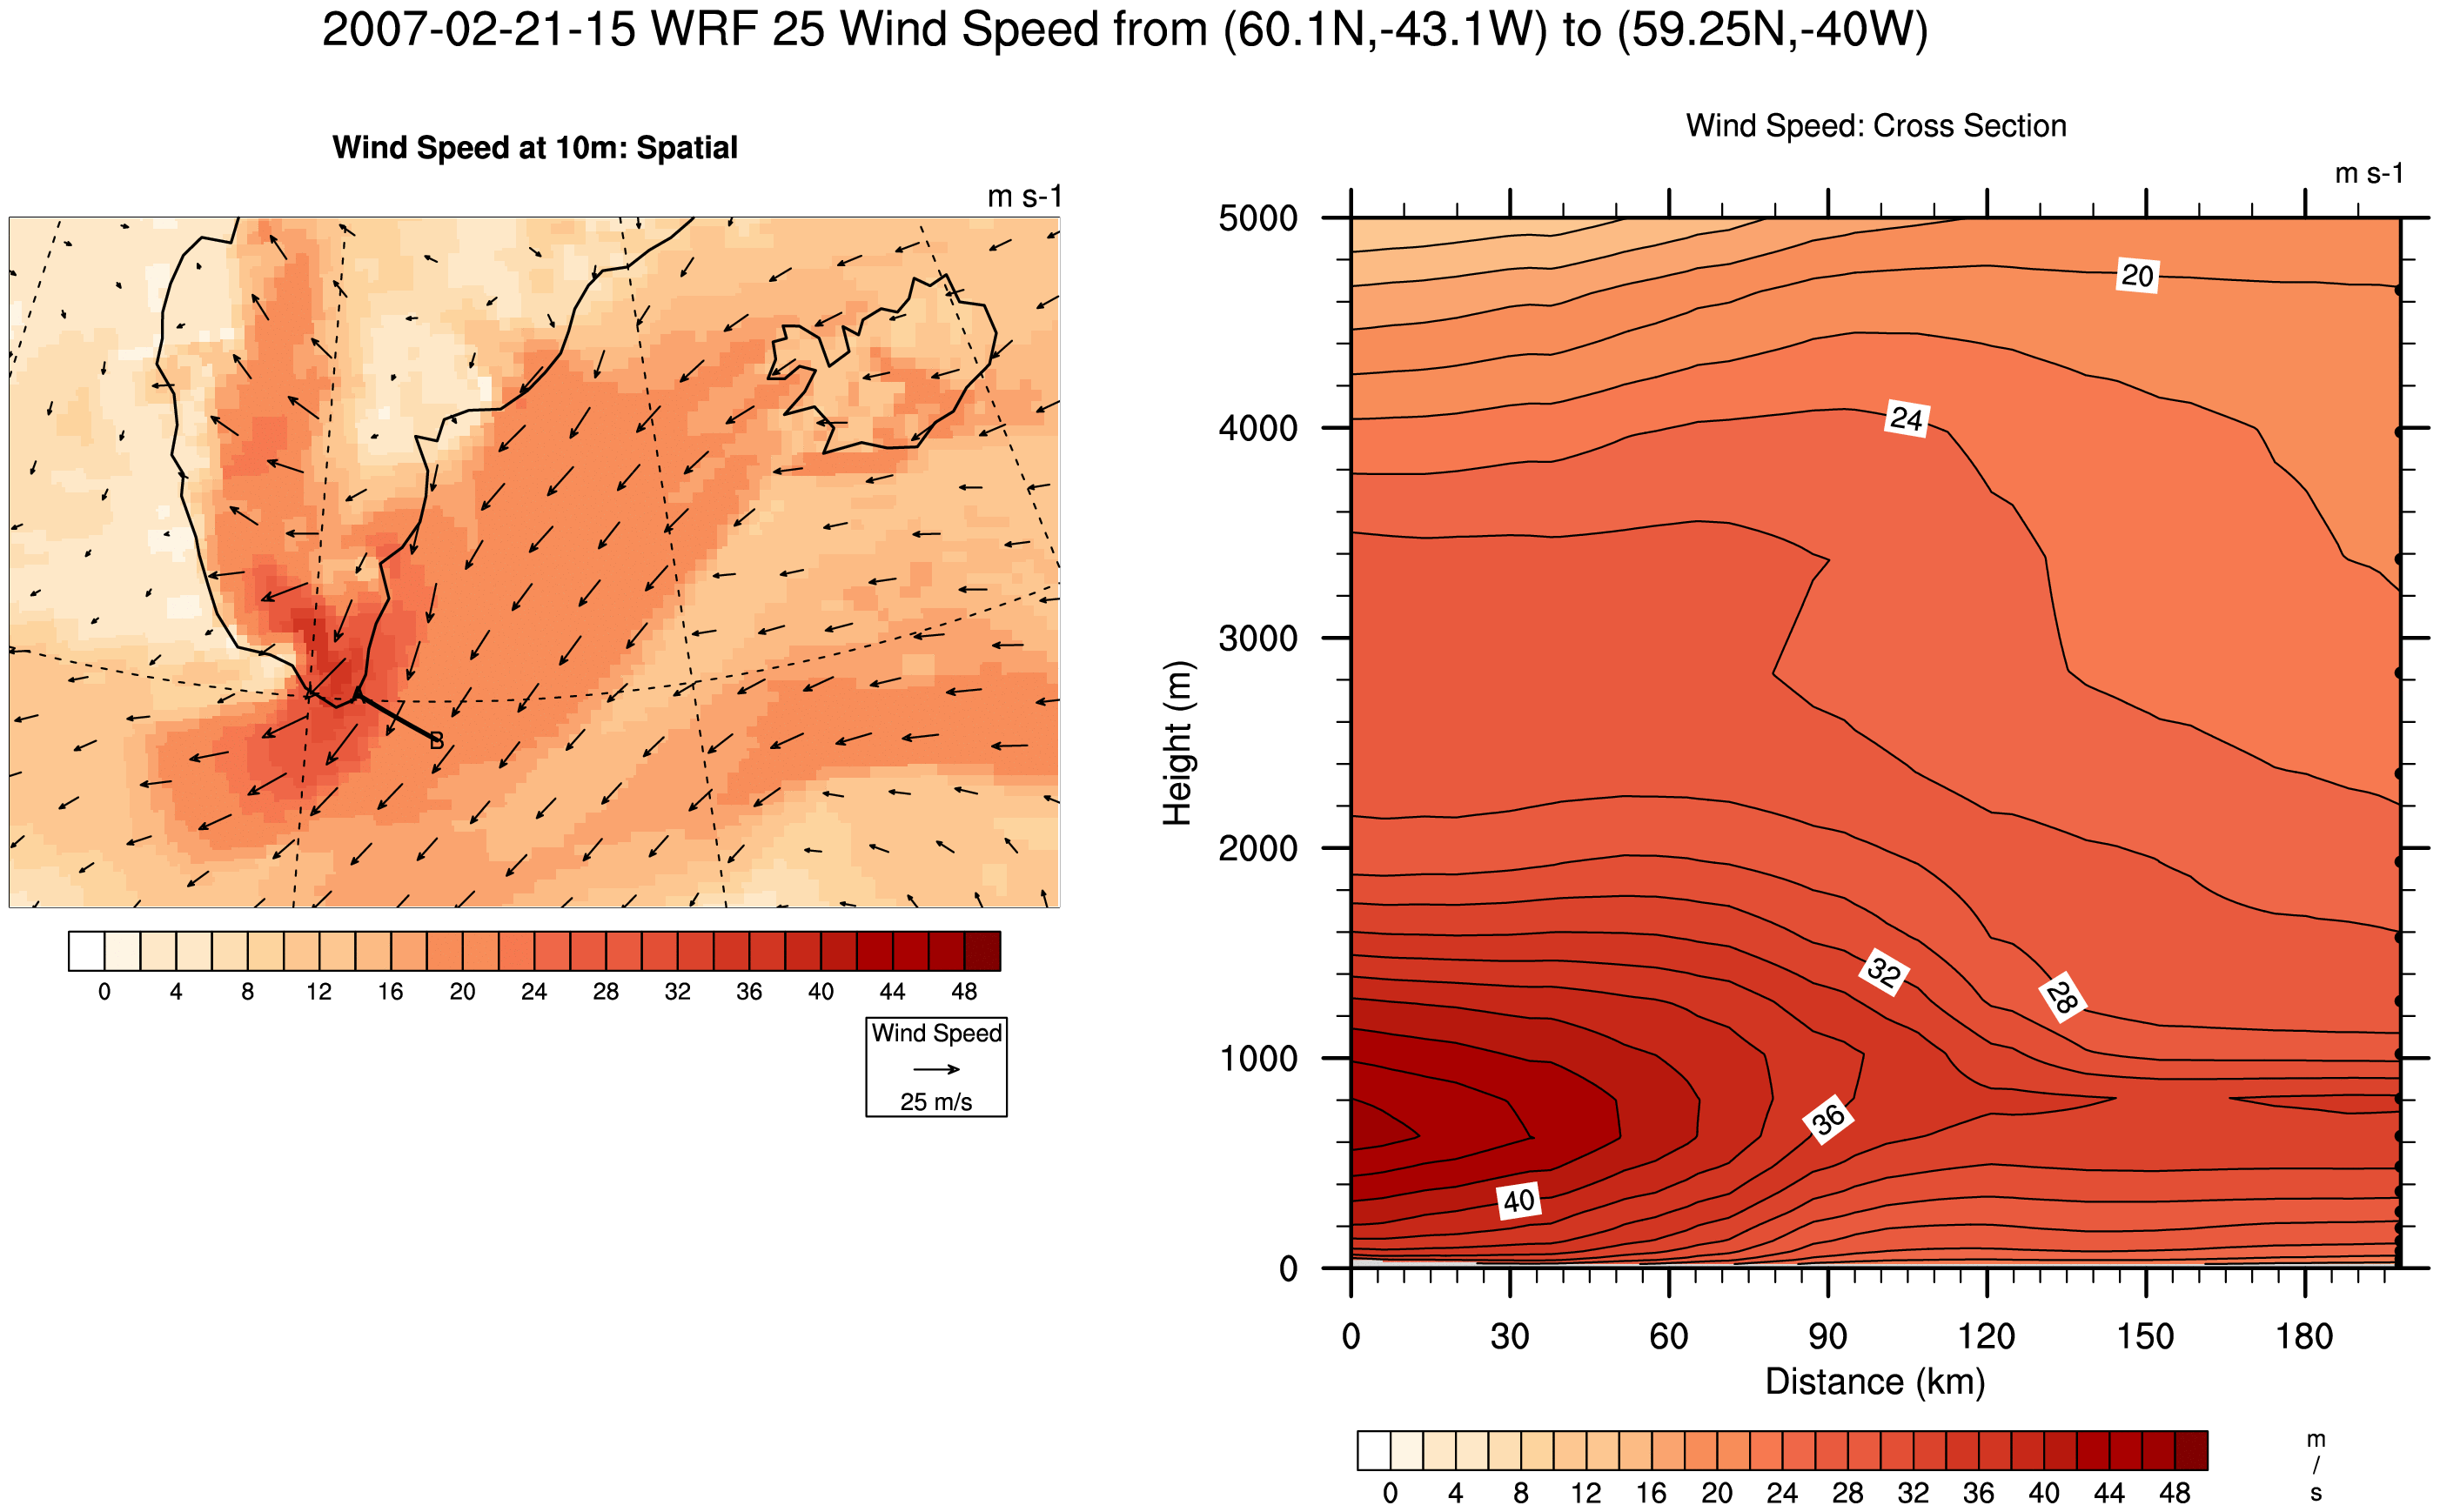 2007-02-21-15 WRF 25 Wind Speed from (60.1N,-43.1W) to (59.25N,-40W)
Wind Speed at 10m: Spatial
m s-1
B
0 4 8 12 16 20 24 28 32 36 40 44 48
Wind Speed
25 m/s
Wind Speed: Cross Section
m s-1
5000
4000
3000
2000
1000
0
Height (m)
20
24
32
28
36
40
0 30 60 90 120 150 180
Distance (km)
0 4 8 12 16 20 24 28 32 36 40 44 48
m
/
s